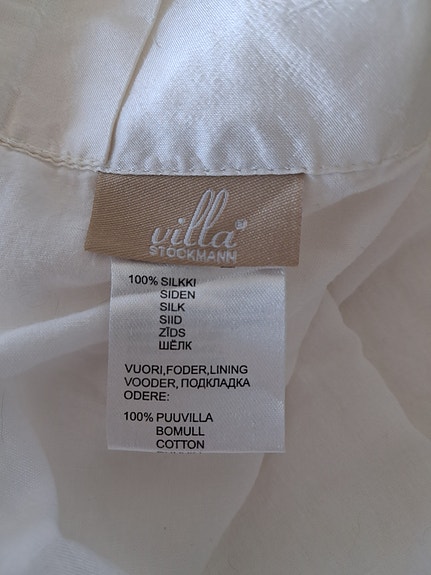 villa
STOCKMANN
100% SILKKI
SIDEN
SILK
SIID
ZĪDS
ШЁЛК
VUORI,FODER,LINING
VOODER, ПОДКЛАДКА
ODERE:
100% PUUVILLA
BOMULL
COTTON